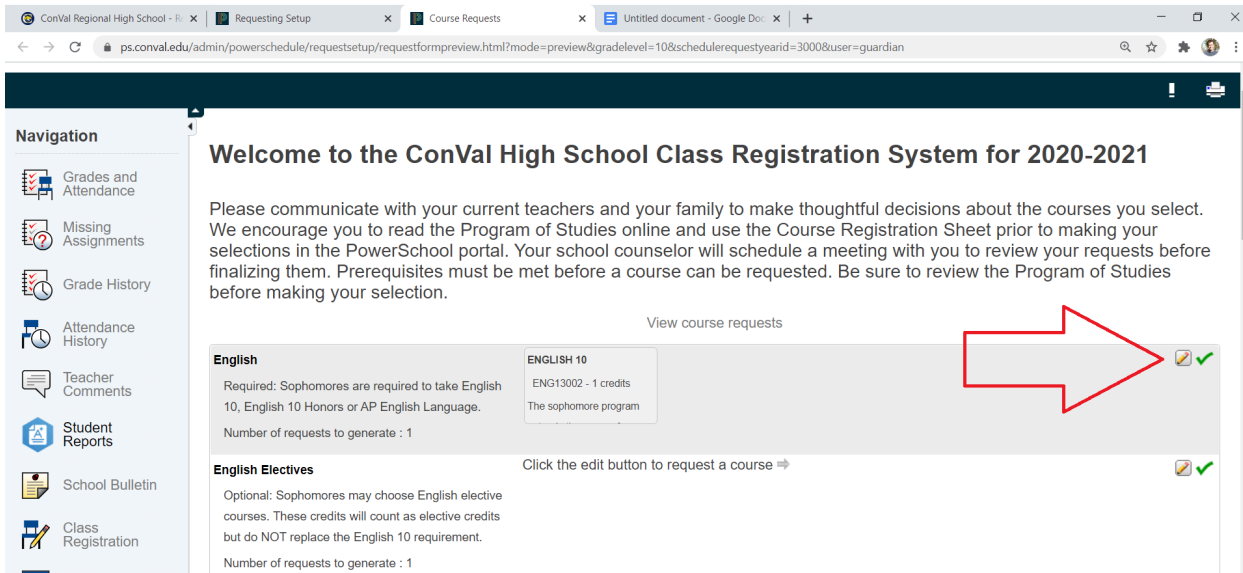 ConVal Regional High School - R
Requesting Setup
Course Requests
Untitled document - Google Doc
ps.conval.edu/admin/powerschedule/requestsetup/requestformpreview.html?mode=preview&gradelevel=10&schedulerequestyearid=3000&user=guardian
Navigation
Grades and
Attendance
Missing
Assignments
Grade History
Attendance
History
Teacher
Comments
Student
Reports
School Bulletin
Class
Registration
Welcome to the ConVal High School Class Registration System for 2020-2021
Please communicate with your current teachers and your family to make thoughtful decisions about the courses you select.
We encourage you to read the Program of Studies online and use the Course Registration Sheet prior to making your
selections in the PowerSchool portal. Your school counselor will schedule a meeting with you to review your requests before
finalizing them. Prerequisites must be met before a course can be requested. Be sure to review the Program of Studies
before making your selection.
View course requests
English
Required: Sophomores are required to take English
10, English 10 Honors or AP English Language.
Number of requests to generate : 1
ENGLISH 10
ENG13002 - 1 credits
The sophomore program
English Electives
Optional: Sophomores may choose English elective
courses. These credits will count as elective credits
but do NOT replace the English 10 requirement.
Number of requests to generate : 1
Click the edit button to request a course